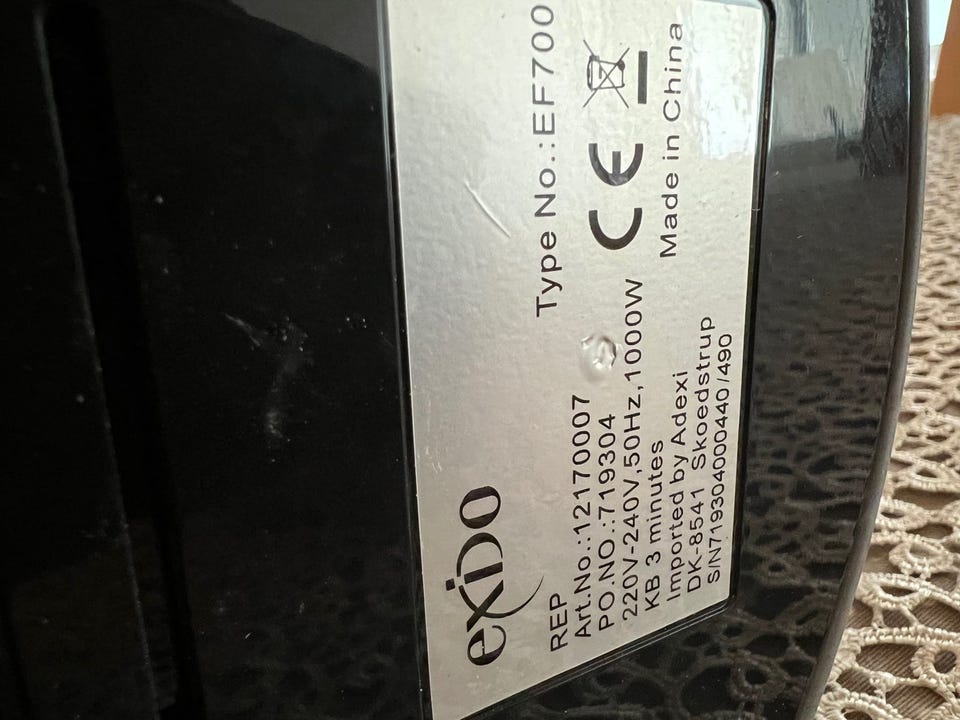 exido
Type No.:EF700
REP
Art.No.:12170007
PO.NO.:719304
220V-240V,50Hz,1000W
CE
KB 3 minutes
Imported by Adexi
Made in China
DK-8541 Skoedstrup
S/N719304000440/490